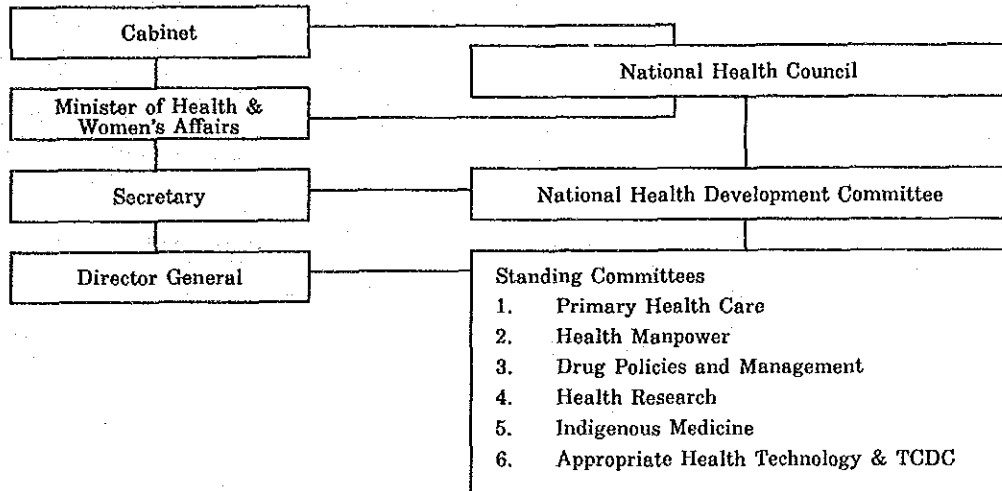 Cabinet
National Health Council
Minister of Health &
Women's Affairs
Secretary
National Health Development Committee
Director General
Standing Committees
1. Primary Health Care
2. Health Manpower
3. Drug Policies and Management
4. Health Research
5. Indigenous Medicine
6. Appropriate Health Technology & TCDC